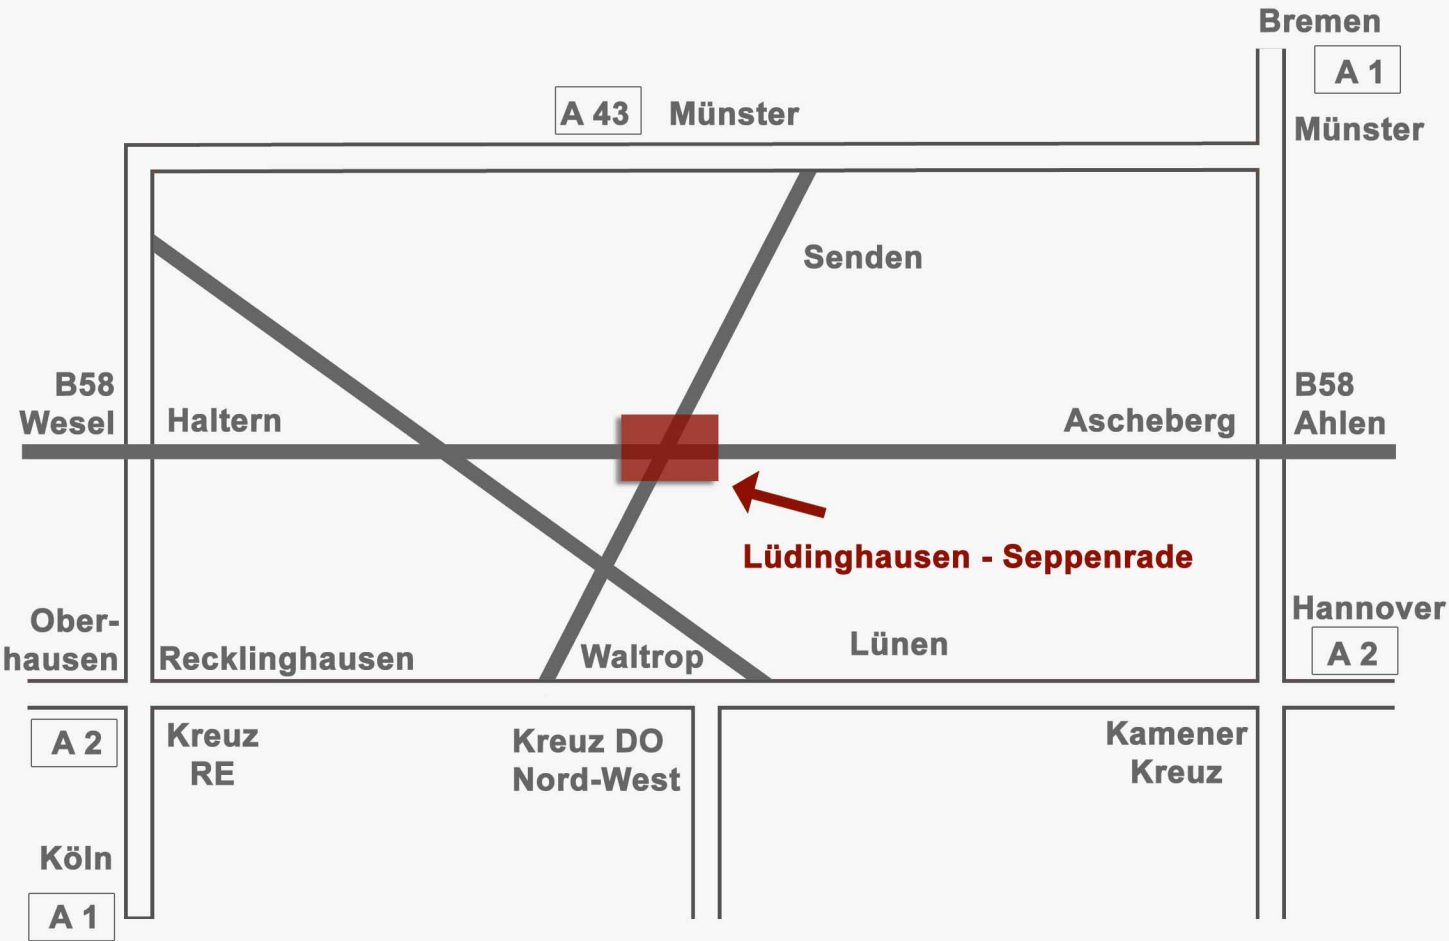 Bremen
A 1
A 43 Münster
Münster
Senden
B58
Wesel
Haltern
Ascheberg
B58
Ahlen
Lüdinghausen - Seppenrade
Ober-
hausen
Recklinghausen
Waltrop
Lünen
Hannover
A 2
A 2
Kreuz
RE
Kreuz DO
Nord-West
Kamener
Kreuz
Köln
A 1